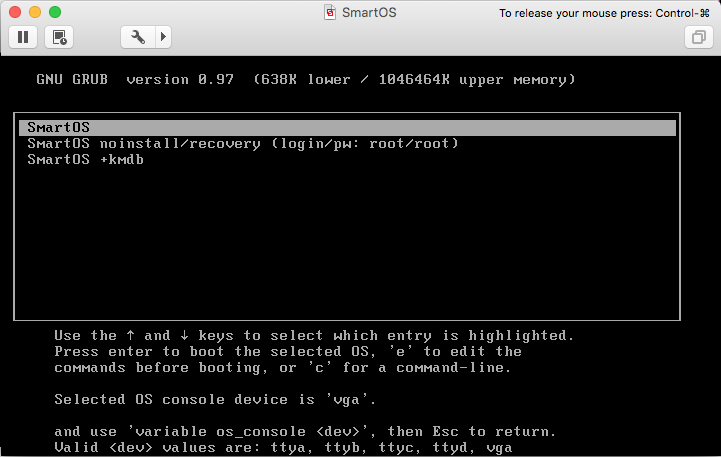 SmartOS
To release your mouse press: Control-⌘
GNU GRUB version 0.97 (638K lower / 1046464K upper memory)
SmartOS
SmartOS noinstall/recovery (login/pw: root/root)
SmartOS +kmdb
Use the ↑ and ↓ keys to select which entry is highlighted.
Press enter to boot the selected OS, 'e' to edit the
commands before booting, or 'c' for a command-line.
Selected OS console device is 'vga'.
and use 'variable os_console <dev>', then Esc to return.
Valid <dev> values are: ttya, ttyb, ttyc, ttyd, vga